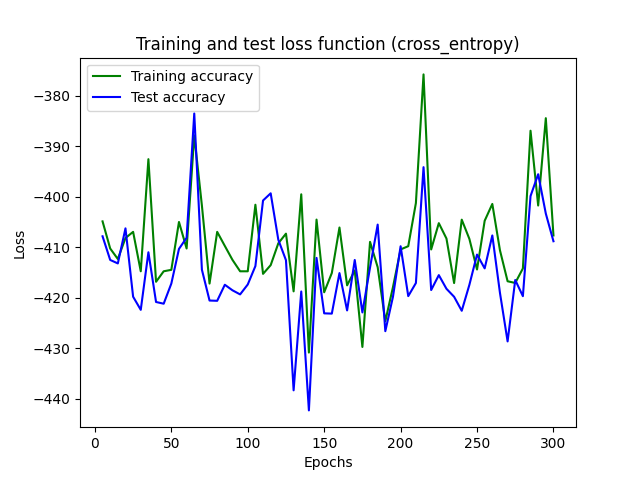 Training and test loss function (cross_entropy)
Training accuracy
Test accuracy
−380
−390
−400
−410
−420
−430
−440
Loss
0 50 100 150 200 250 300
Epochs